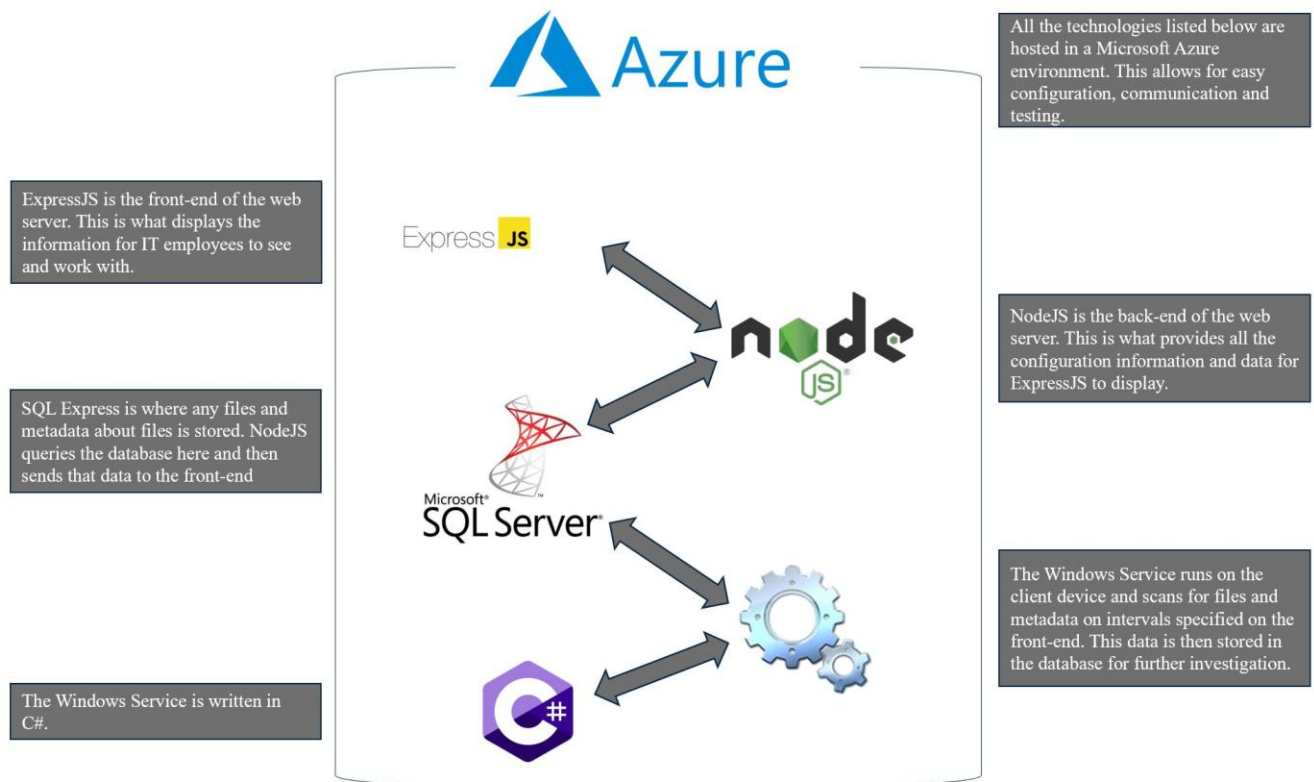 Azure
All the technologies listed below are
hosted in a Microsoft Azure
environment. This allows for easy
configuration, communication and
testing.
ExpressJS is the front-end of the web
server. This is what displays the
information for IT employees to see
and work with.
Express JS
node
JS®
NodeJS is the back-end of the web
server. This is what provides all the
configuration information and data for
ExpressJS to display.
SQL Express is where any files and
metadata about files is stored. NodeJS
queries the database here and then
sends that data to the front-end
™
Microsoft®
SQL Server®
The Windows Service runs on the
client device and scans for files and
metadata on intervals specified on the
front-end. This data is then stored in
the database for further investigation.
The Windows Service is written in
C#.
C#